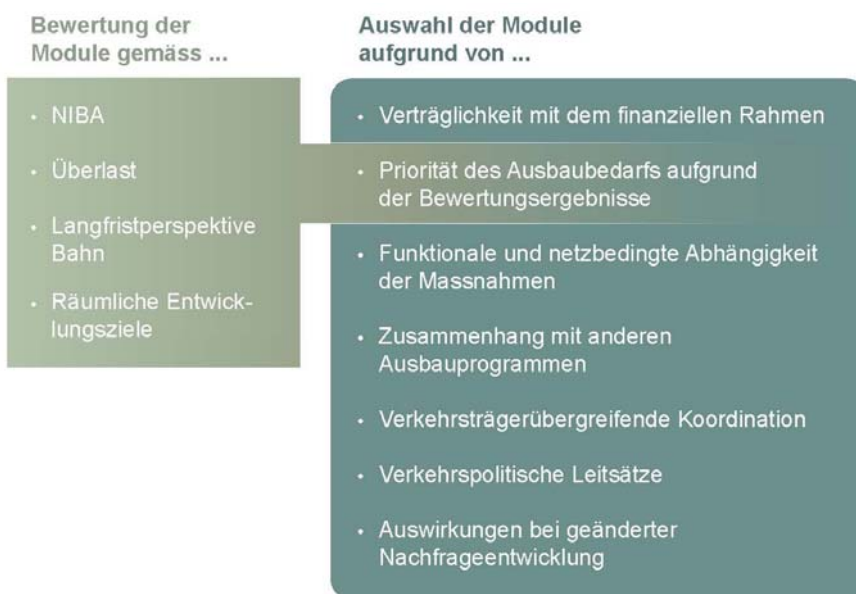 Bewertung der
Module gemäss ...
• NIBA
• Überlast
• Langfristperspektive
Bahn
• Räumliche Entwick-
lungsziele
Auswahl der Module
aufgrund von ...
• Verträglichkeit mit dem finanziellen Rahmen
• Priorität des Ausbaubedarfs aufgrund
der Bewertungsergebnisse
• Funktionale und netzbedingte Abhängigkeit
der Massnahmen
• Zusammenhang mit anderen
Ausbauprogrammen
• Verkehrsträgerübergreifende Koordination
• Verkehrspolitische Leitsätze
• Auswirkungen bei geänderter
Nachfrageentwicklung